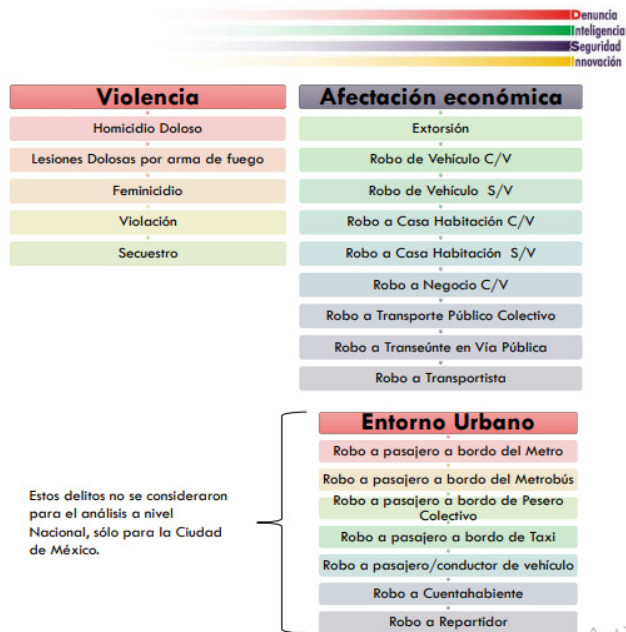 Denuncia
Inteligencia
Seguridad
Innovación
Violencia
Homicidio Doloso
Lesiones Dolosas por arma de fuego
Feminicidio
Violación
Secuestro
Afectación económica
Extorsión
Robo de Vehículo C/V
Robo de Vehículo S/V
Robo a Casa Habitación C/V
Robo a Casa Habitación S/V
Robo a Negocio C/V
Robo a Transporte Público Colectivo
Robo a Transeúnte en Vía Pública
Robo a Transportista
Estos delitos no se consideraron
para el análisis a nivel
Nacional, sólo para la Ciudad
de México.
Entorno Urbano
Robo a pasajero a bordo del Metro
Robo a pasajero a bordo del Metrobús
Robo a pasajero a bordo de Pesero
Colectivo
Robo a pasajero a bordo de Taxi
Robo a pasajero/conductor de vehículo
Robo a Cuentahabiente
Robo a Repartidor